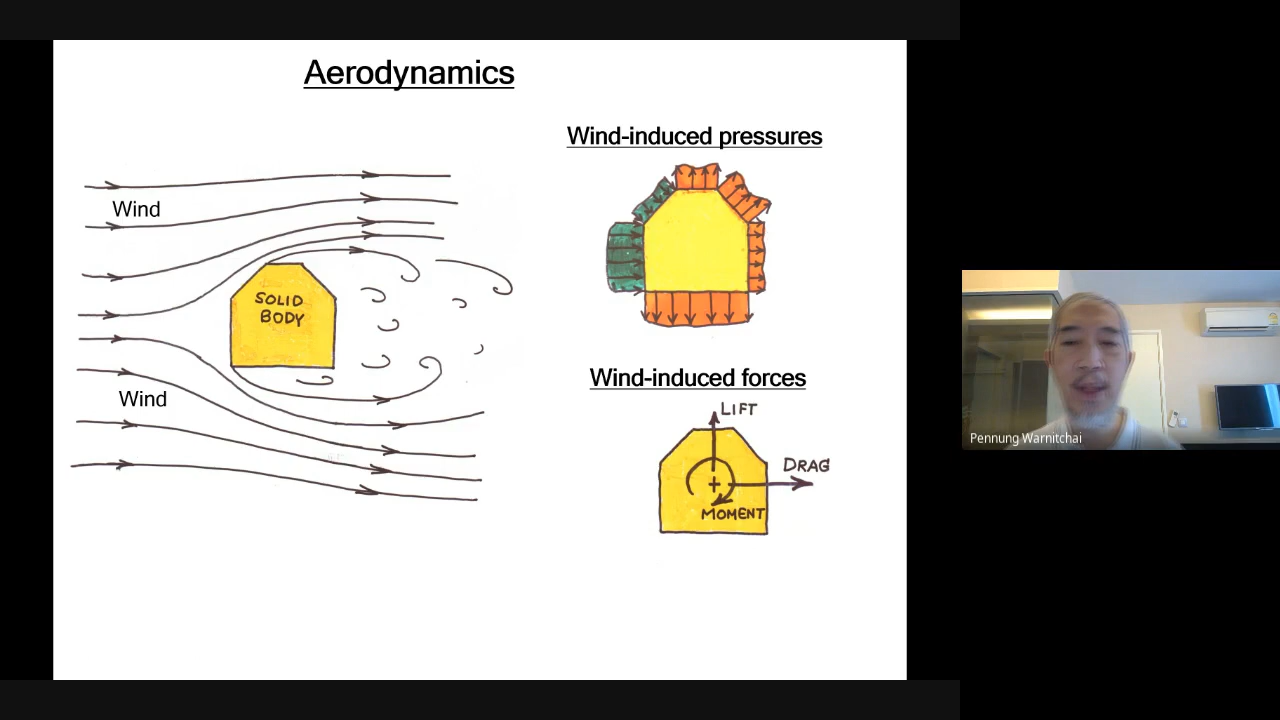 Aerodynamics
Wind-induced pressures
Wind
SOLID
BODY
Wind
Wind-induced forces
LIFT
DRAG
MOMENT
Pennung Warnitchai